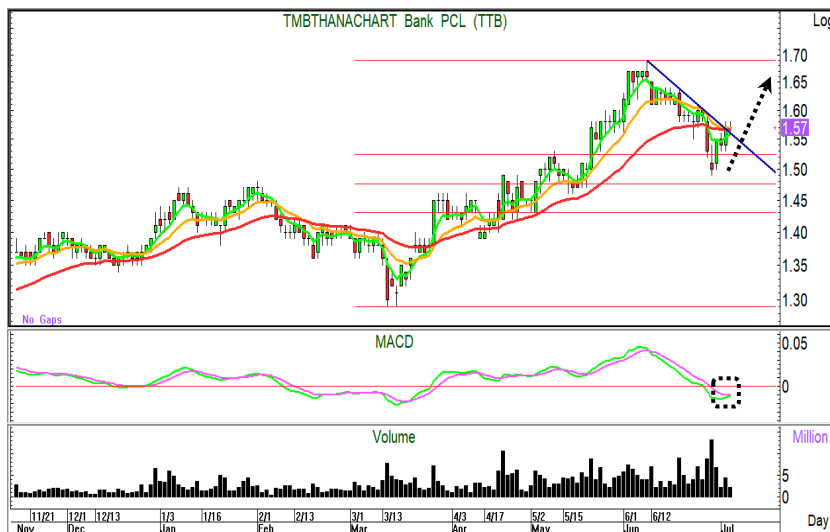 TMBTHANACHART Bank PCL (TTB)
Log
1.70
1.65
1.60
1.57
1.55
1.50
1.45
1.40
1.35
1.30
No Gaps
MACD
0.05
0
Volume
Million
5
0
11/21 12/1 12/13 1/3 1/16 2/1 2/13 3/1 3/13 4/3 4/17 5/2 5/15 6/1 6/12
Nov Dec Jan Feb Mar Apr May Jun Jul
Day